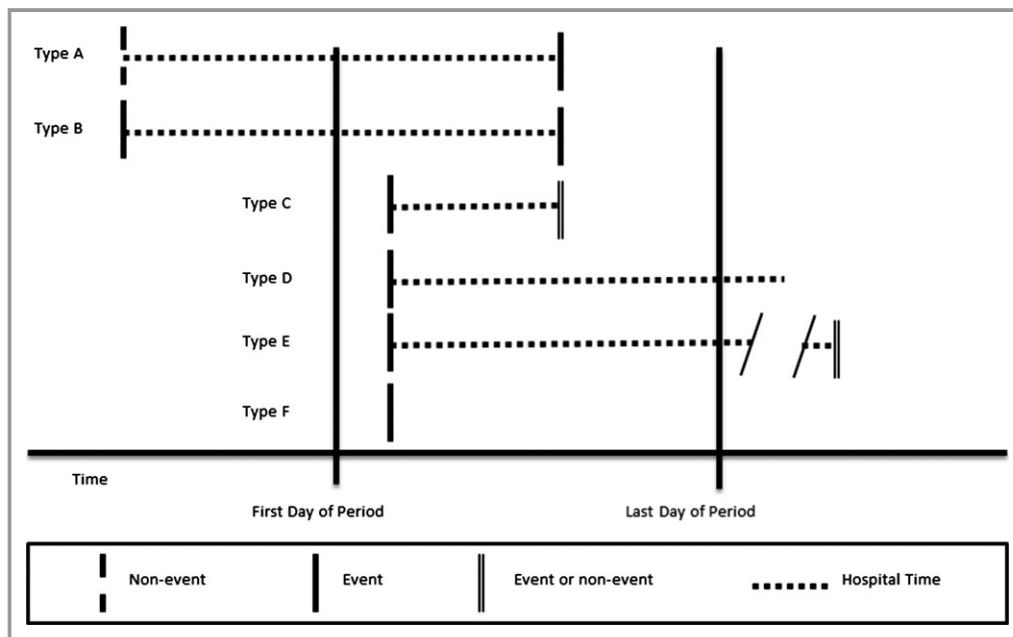 Type A
Type B
Type C
Type D
Type E
Type F
Time
First Day of Period
Last Day of Period
Non-event
Event
Event or non-event
Hospital Time